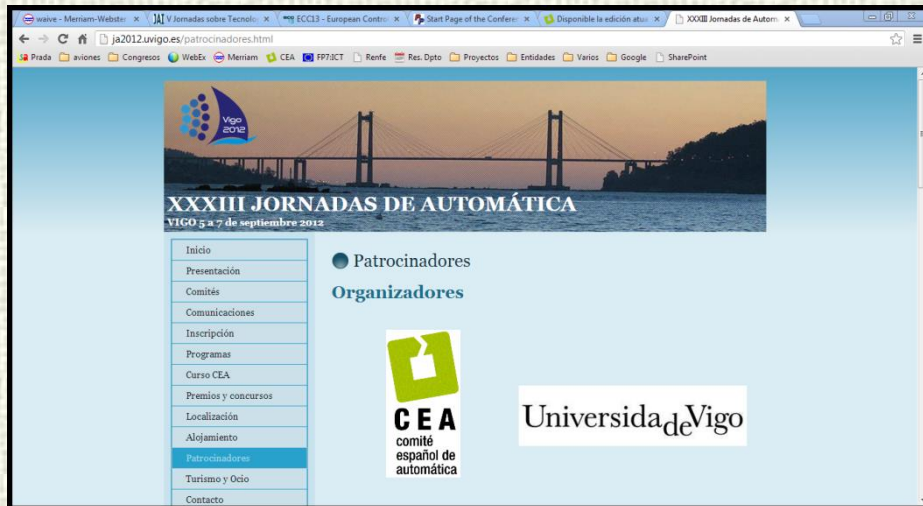 waive - Merriam-Webster
V Jornadas sobre Tecnolo
ECC13 - European Contro
Start Page of the Conferen
Disponible la edición atua
XXXIII Jornadas de Autom
ja2012.uvigo.es/patrocinadores.html
Prada aviones Congresos WebEx Merriam CEA FP7:ICT Renfe Res. Dpto Proyectos Entidades Varios Google SharePoint
Vigo
2012
XXXIII JORNADAS DE AUTOMÁTICA
VIGO 5 a 7 de septiembre 2012
Inicio
Presentación
Comités
Comunicaciones
Inscripción
Programas
Curso CEA
Premios y concursos
Localización
Alojamiento
Patrocinadores
Turismo y Ocio
Contacto
Patrocinadores
Organizadores
CEA
comité
español de
automática
UniversidadeVigo